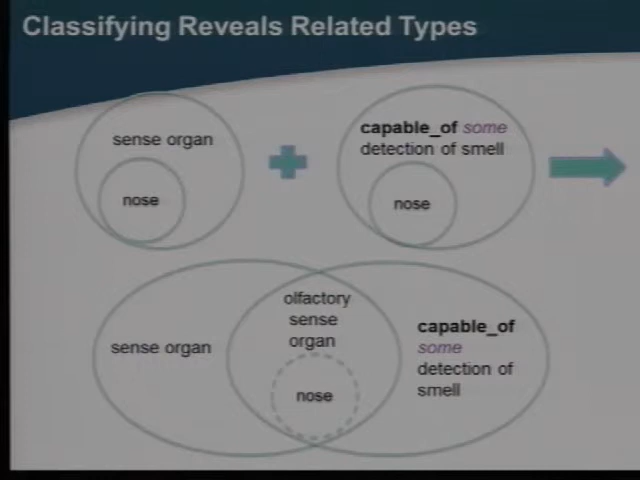 Classifying Reveals Related Types
sense organ
nose
capable_of some
detection of smell
nose
sense organ
olfactory
sense
organ
nose
capable_of
some
detection of
smell